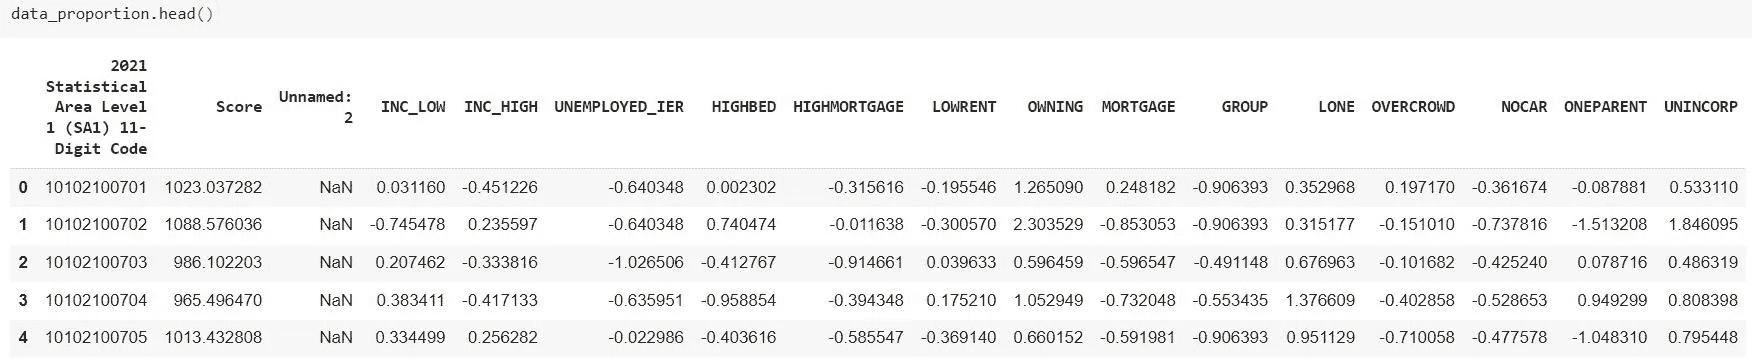 data_proportion.head()
2021
Statistical
Area Level
1 (SA1) 11-
Digit Code
Score
Unnamed:
2
INC_LOW INC_HIGH UNEMPLOYED_IER HIGHBED HIGHMORTGAGE LOWRENT OWNING MORTGAGE GROUP LONE OVERCROWD NOCAR ONEPARENT UNINCORP
0 10102100701 1023.037282 NaN 0.031160 -0.451226 -0.640348 0.002302 -0.315616 -0.195546 1.265090 0.248182 -0.906393 0.352968 0.197170 -0.361674 -0.087881 0.533110
1 10102100702 1088.576036 NaN -0.745478 0.235597 -0.640348 0.740474 -0.011638 -0.300570 2.303529 -0.853053 -0.906393 0.315177 -0.151010 -0.737816 -1.513208 1.846095
2 10102100703 986.102203 NaN 0.207462 -0.333816 -1.026506 -0.412767 -0.914661 0.039633 0.596459 -0.596547 -0.491148 0.676963 -0.101682 -0.425240 0.078716 0.486319
3 10102100704 965.496470 NaN 0.383411 -0.417133 -0.635951 -0.958854 -0.394348 0.175210 1.052949 -0.732048 -0.553435 1.376609 -0.402858 -0.528653 0.949299 0.808398
4 10102100705 1013.432808 NaN 0.334499 0.256282 -0.022986 -0.403616 -0.585547 -0.369140 0.660152 -0.591981 -0.906393 0.951129 -0.710058 -0.477578 -1.048310 0.795448